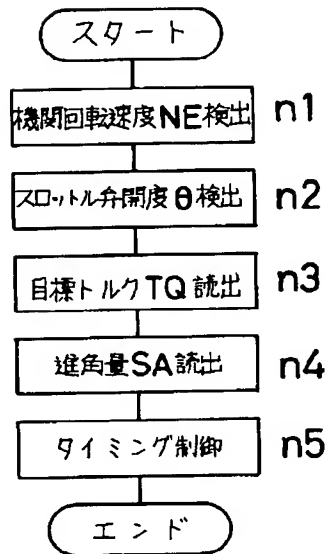 スタート
機関回転速度NE検出 n1
スロットル弁開度θ検出 n2
目標トルクTQ読出 n3
進角量SA読出 n4
タイミング制御 n5
エンド